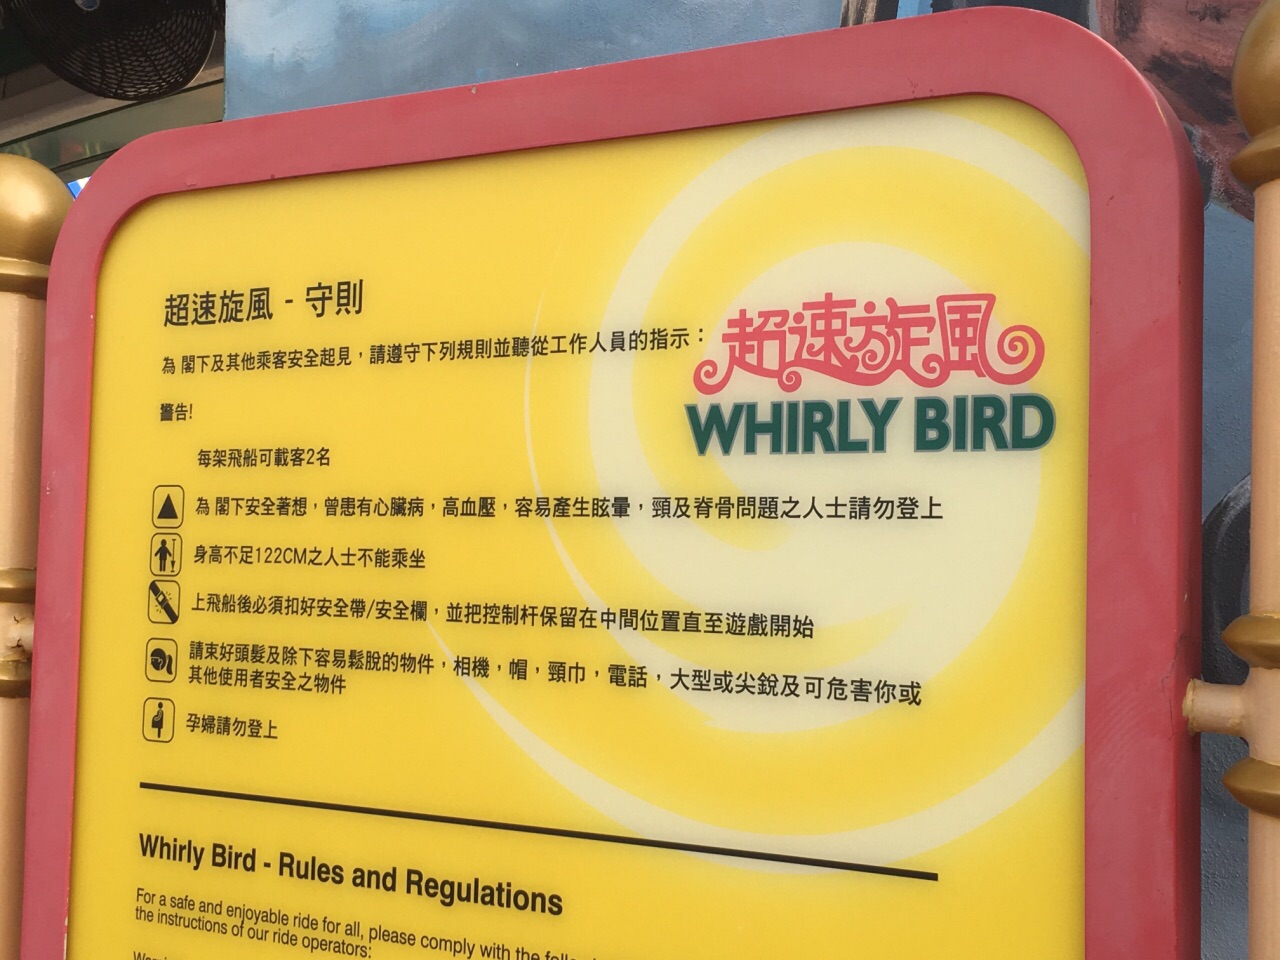 超速旋風 - 守則
為 閣下及其他乘客安全起見，請遵守下列規則並聽從工作人員的指示：
超速旋風
WHIRLY BIRD
警告!
每架飛船可載客2名
為 閣下安全著想，曾患有心臟病，高血壓，容易產生眩暈，頸及脊骨問題之人士請勿登上
身高不足122CM之人士不能乘坐
上飛船後必須扣好安全帶/安全欄，並把控制杆保留在中間位置直至遊戲開始
請束好頭髮及除下容易鬆脫的物件，相機，帽，頸巾，電話，大型或尖銳及可危害你或
其他使用者安全之物件
孕婦請勿登上
Whirly Bird - Rules and Regulations
For a safe and enjoyable ride for all, please comply with the
the instructions of our ride operators: